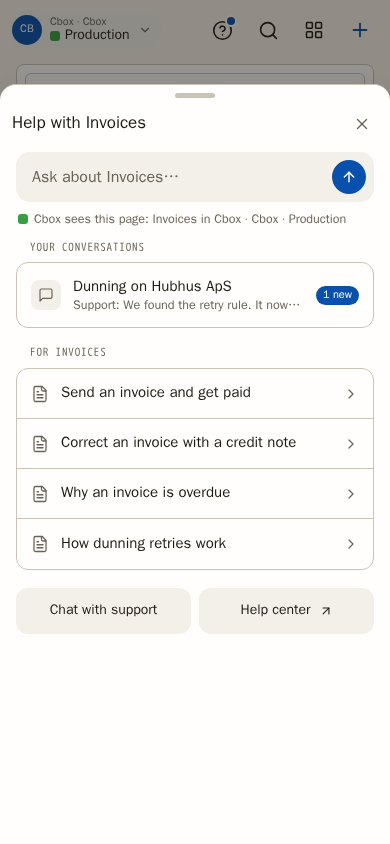 CB
Cbox · Cbox
Production
Help with Invoices
Ask about Invoices···
Cbox sees this page: Invoices in Cbox · Cbox · Production
YOUR CONVERSATIONS
Dunning on Hubhus ApS
Support: We found the retry rule. It now···
1 new
FOR INVOICES
Send an invoice and get paid
Correct an invoice with a credit note
Why an invoice is overdue
How dunning retries work
Chat with support
Help center